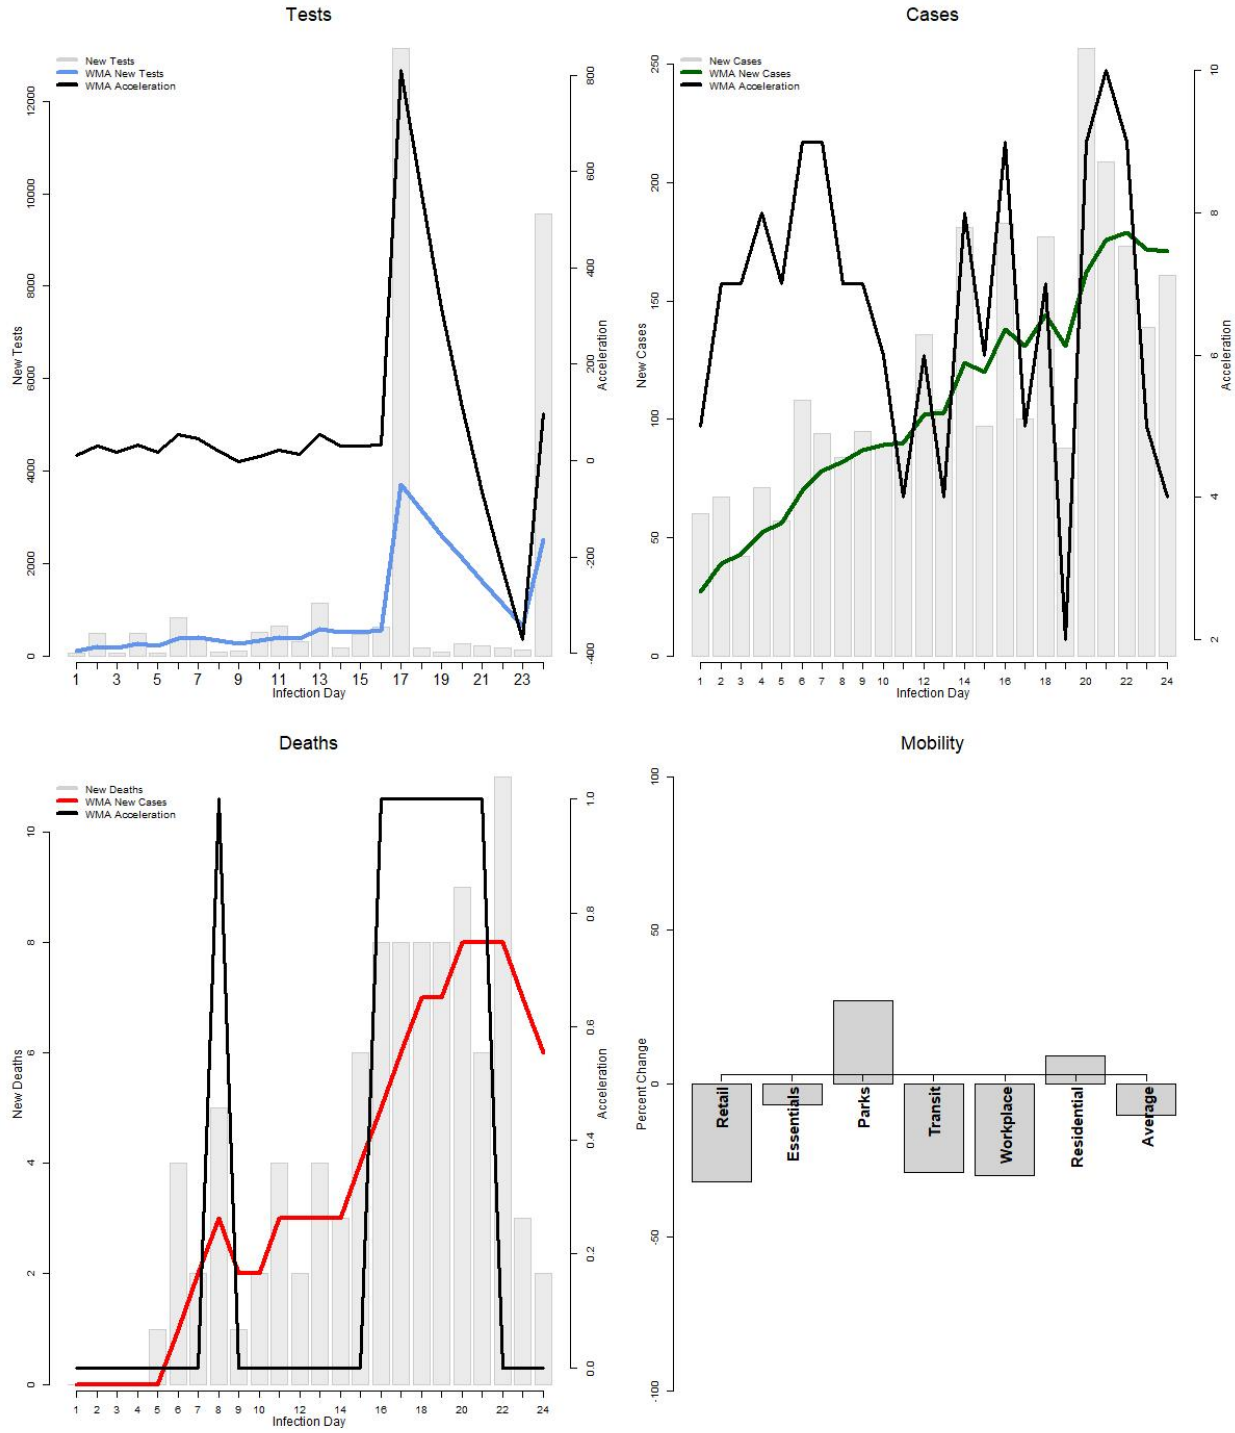 Tests
New Tests
WMA New Tests
WMA Acceleration
New Tests
0 2000 4000 6000 8000 10000 12000
Acceleration
-400 -200 0 200 400 600 800
1 3 5 7 9 11 13 15 17 19 21 23
Infection Day
Cases
New Cases
WMA New Cases
WMA Acceleration
New Cases
0 50 100 150 200 250
Acceleration
2 4 6 8 10
1 2 3 4 5 6 7 8 9 10 12 14 16 18 20 22 24
Infection Day
Deaths
New Deaths
WMA New Cases
WMA Acceleration
New Deaths
0 2 4 6 8 10
Acceleration
0.0 0.2 0.4 0.6 0.8 1.0
1 2 3 4 5 6 7 8 9 10 12 14 16 18 20 22 24
Infection Day
Mobility
Percent Change
-100 -50 0 50 100
Retail
Essentials
Parks
Transit
Workplace
Residential
Average